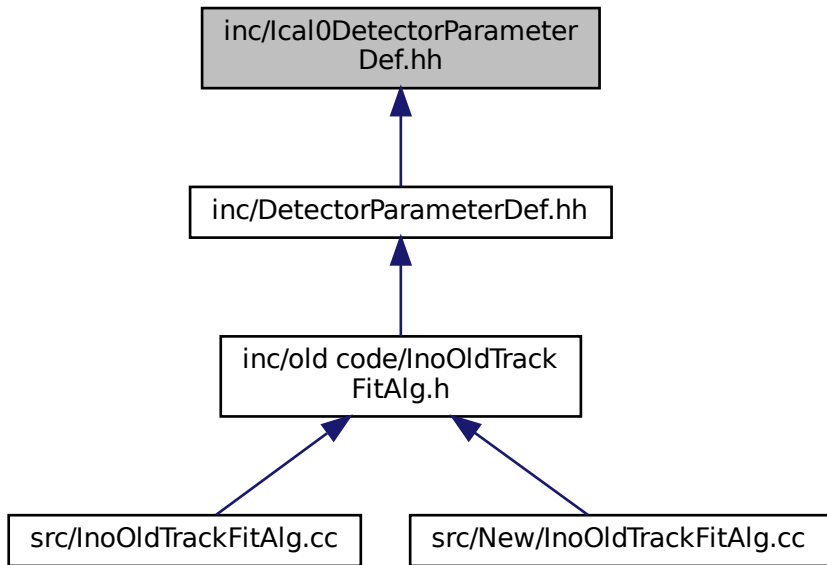 inc/Ical0DetectorParameter
Def.hh
inc/DetectorParameterDef.hh
inc/old code/InoOldTrack
FitAlg.h
src/InoOldTrackFitAlg.cc
src/New/InoOldTrackFitAlg.cc